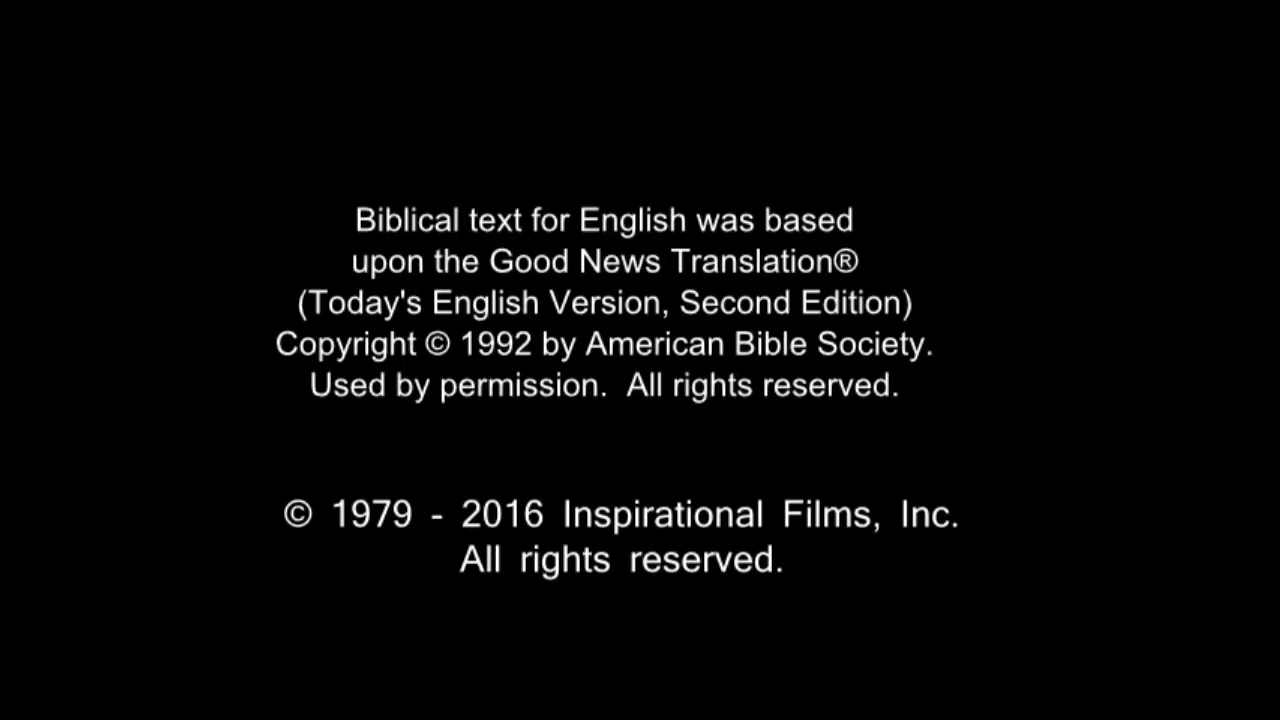 Biblical text for English was based
upon the Good News Translation®
(Today's English Version, Second Edition)
Copyright © 1992 by American Bible Society.
Used by permission.  All rights reserved.
© 1979 - 2016 Inspirational Films, Inc.
All rights reserved.